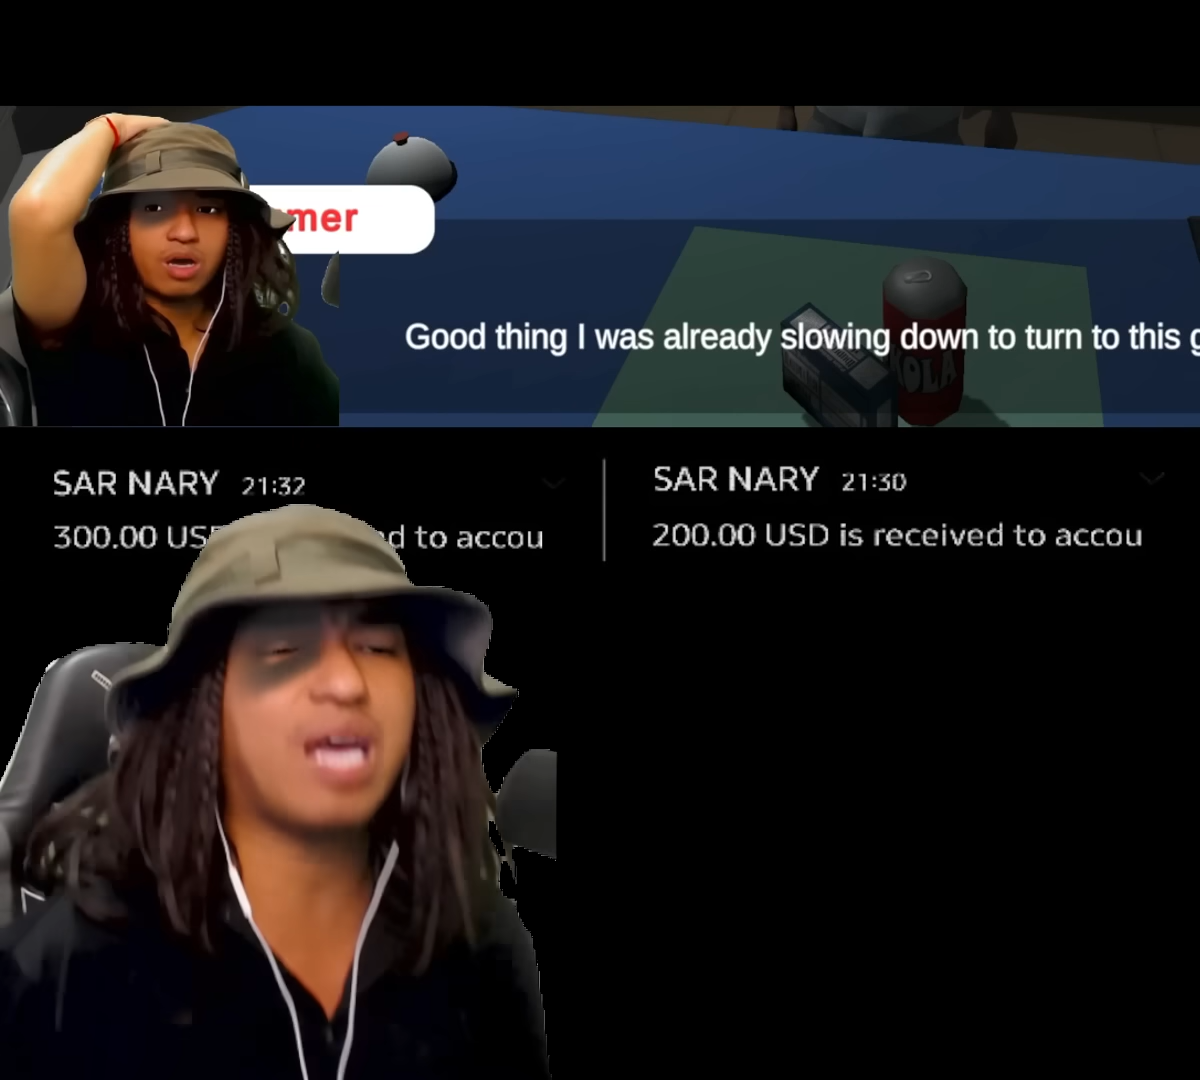 mer
Good thing I was already slowing down to turn to this g
OLA
SAR NARY 21:32
300.00 US d to accou
SAR NARY 21:30
200.00 USD is received to accou